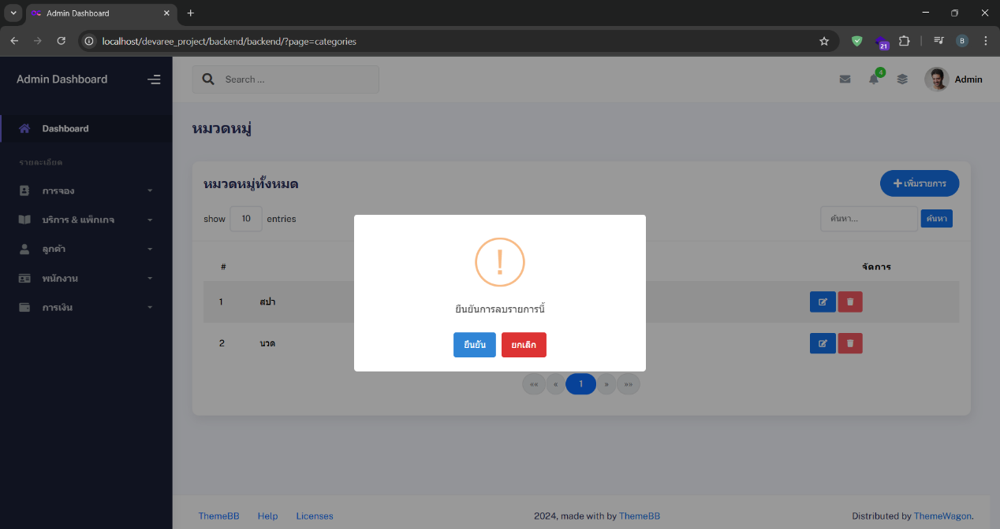 Admin Dashboard
localhost/devaree_project/backend/backend/?page=categories
21
B
Admin Dashboard
Search ...
4
Admin
Dashboard
รายละเอียด
การจอง
บริการ & แพ็กเกจ
ลูกค้า
พนักงาน
การเงิน
หมวดหมู่
หมวดหมู่ทั้งหมด
เพิ่มรายการ
show 10 entries
ค้นหา...
ค้นหา
# จัดการ
1 สปา
2 นวด
!
ยืนยันการลบรายการนี้
ยืนยัน ยกเลิก
«« « 1 » »»
ThemeBB Help Licenses 2024, made with by ThemeBB Distributed by ThemeWagon.